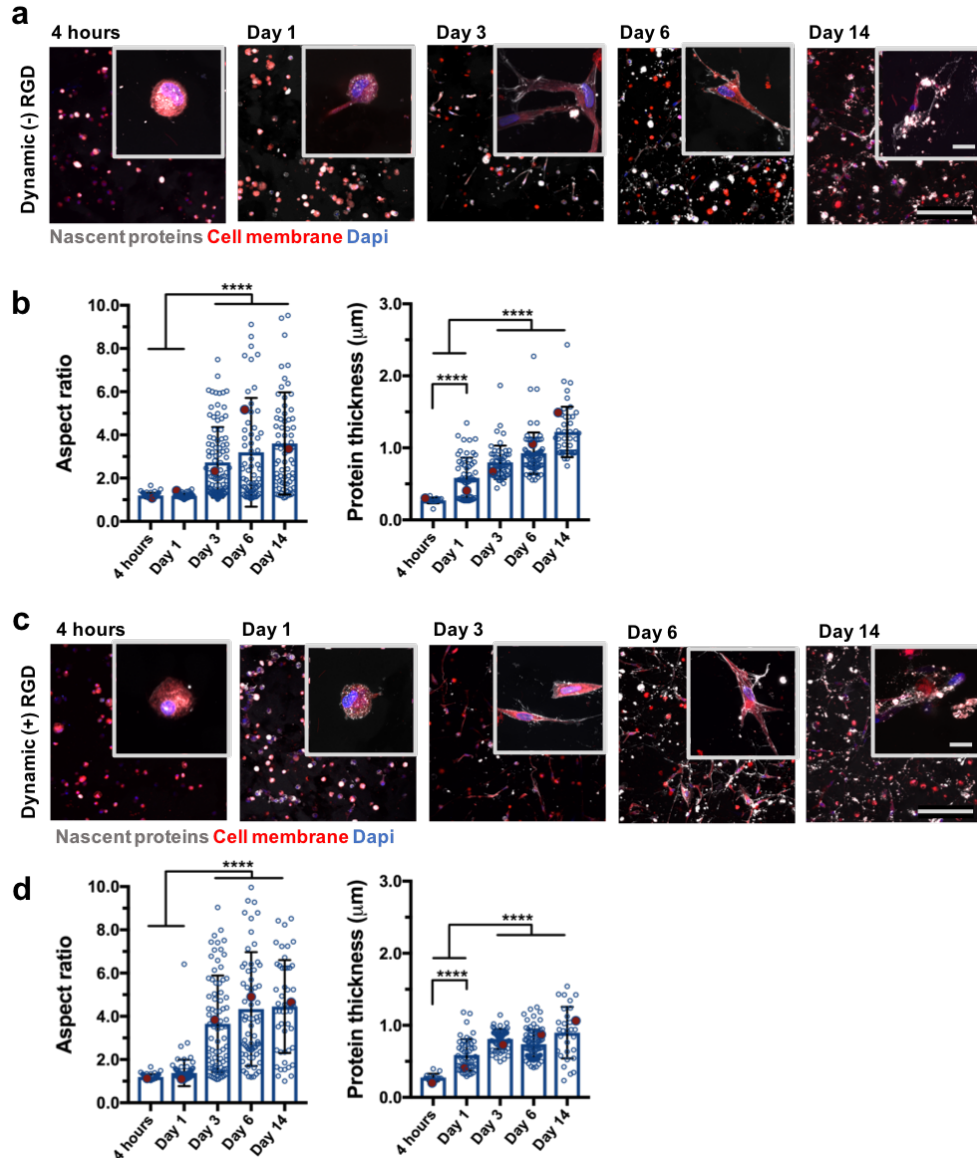 a
4 hours
Day 1
Day 3
Day 6
Day 14
Dynamic (-) RGD
Nascent proteins Cell membrane Dapi
b
****
10.0
8.0
6.0
4.0
2.0
0.0
Aspect ratio
4 hours
Day 1
Day 3
Day 6
Day 14
****
****
3.0
2.0
1.0
0.0
Protein thickness (μm)
4 hours
Day 1
Day 3
Day 6
Day 14
c
4 hours
Day 1
Day 3
Day 6
Day 14
Dynamic (+) RGD
Nascent proteins Cell membrane Dapi
d
****
10.0
8.0
6.0
4.0
2.0
0.0
Aspect ratio
4 hours
Day 1
Day 3
Day 6
Day 14
****
****
3.0
2.0
1.0
0.0
Protein thickness (μm)
4 hours
Day 1
Day 3
Day 6
Day 14